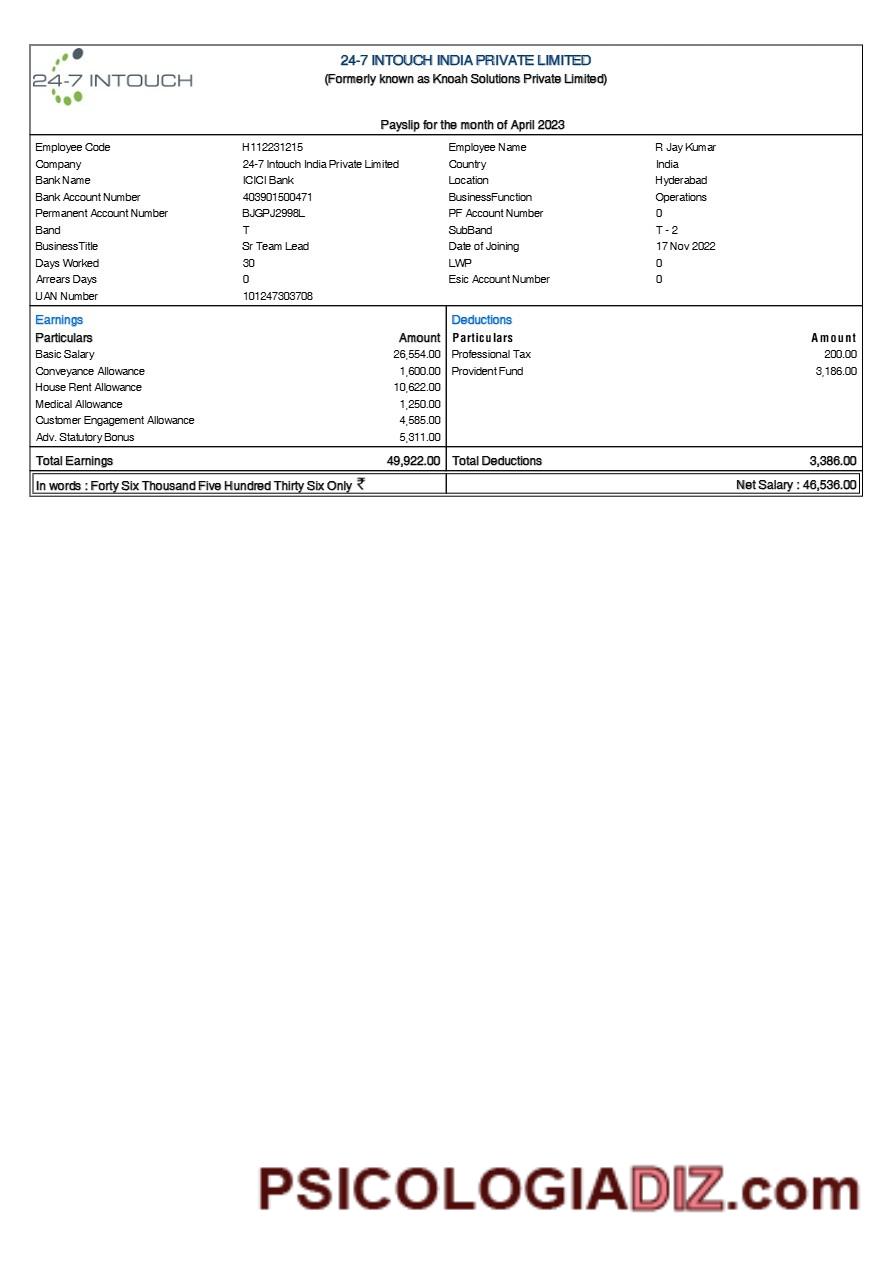 24-7 INTOUCH
24-7 INTOUCH INDIA PRIVATE LIMITED
(Formerly known as Knoah Solutions Private Limited)
Payslip for the month of April 2023
Employee Code H112231215 Employee Name R Jay Kumar
Company 24-7 Intouch India Private Limited Country India
Bank Name ICICI Bank Location Hyderabad
Bank Account Number 403901500471 BusinessFunction Operations
Permanent Account Number BJGPJ2998L PF Account Number 0
Band T SubBand T - 2
BusinessTitle Sr Team Lead Date of Joining 17 Nov 2022
Days Worked 30 LWP 0
Arrears Days 0 Esic Account Number 0
UAN Number 101247303708
Earnings Deductions
Particulars Amount Particulars Amount
Basic Salary 26,554.00 Professional Tax 200.00
Conveyance Allowance 1,600.00 Provident Fund 3,186.00
House Rent Allowance 10,622.00
Medical Allowance 1,250.00
Customer Engagement Allowance 4,585.00
Adv. Statutory Bonus 5,311.00
Total Earnings 49,922.00 Total Deductions 3,386.00
In words : Forty Six Thousand Five Hundred Thirty Six Only ₹ Net Salary : 46,536.00
PSICOLOGIADIZ.com